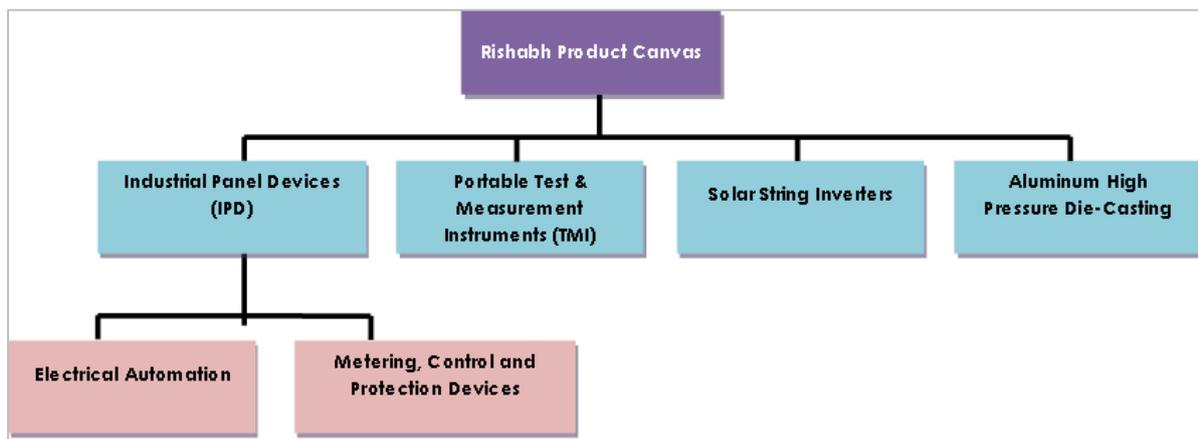 Rishabh Product Canvas
Industrial Panel Devices
(IPD)
Portable Test &
Measurement
Instruments (TMI)
Solar String Inverters
Aluminum High
Pressure Die-Casting
Electrical Automation
Metering, Control and
Protection Devices